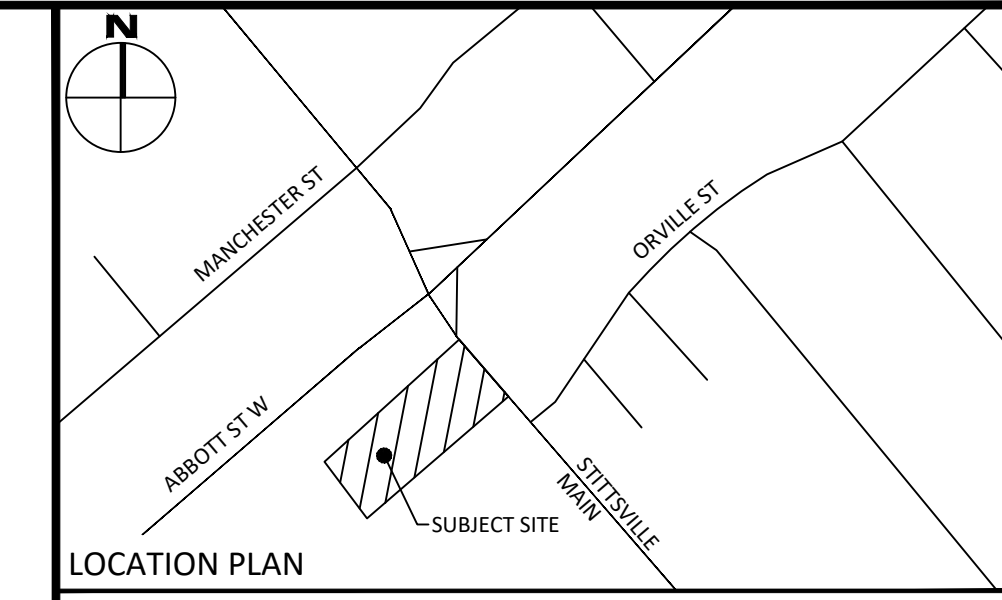 N
MANCHESTER ST
ORVILLE ST
ABBOTT ST W
STITTSVILLE
MAIN
SUBJECT SITE
LOCATION PLAN